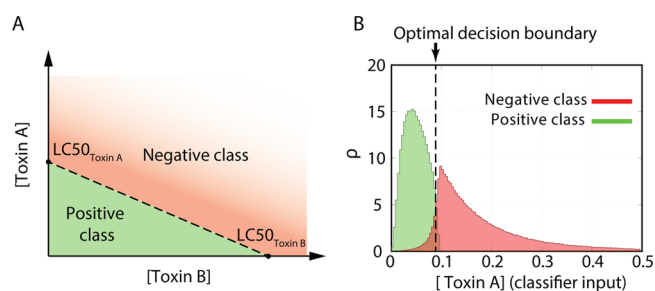 A
[Toxin A]
LC50Toxin A
Negative class
Positive
class
LC50Toxin B
[Toxin B]
B
Optimal decision boundary
20
15
10
5
0
ρ
Negative class
Positive class
0 0.1 0.2 0.3 0.4 0.5
[Toxin A] (classifier input)